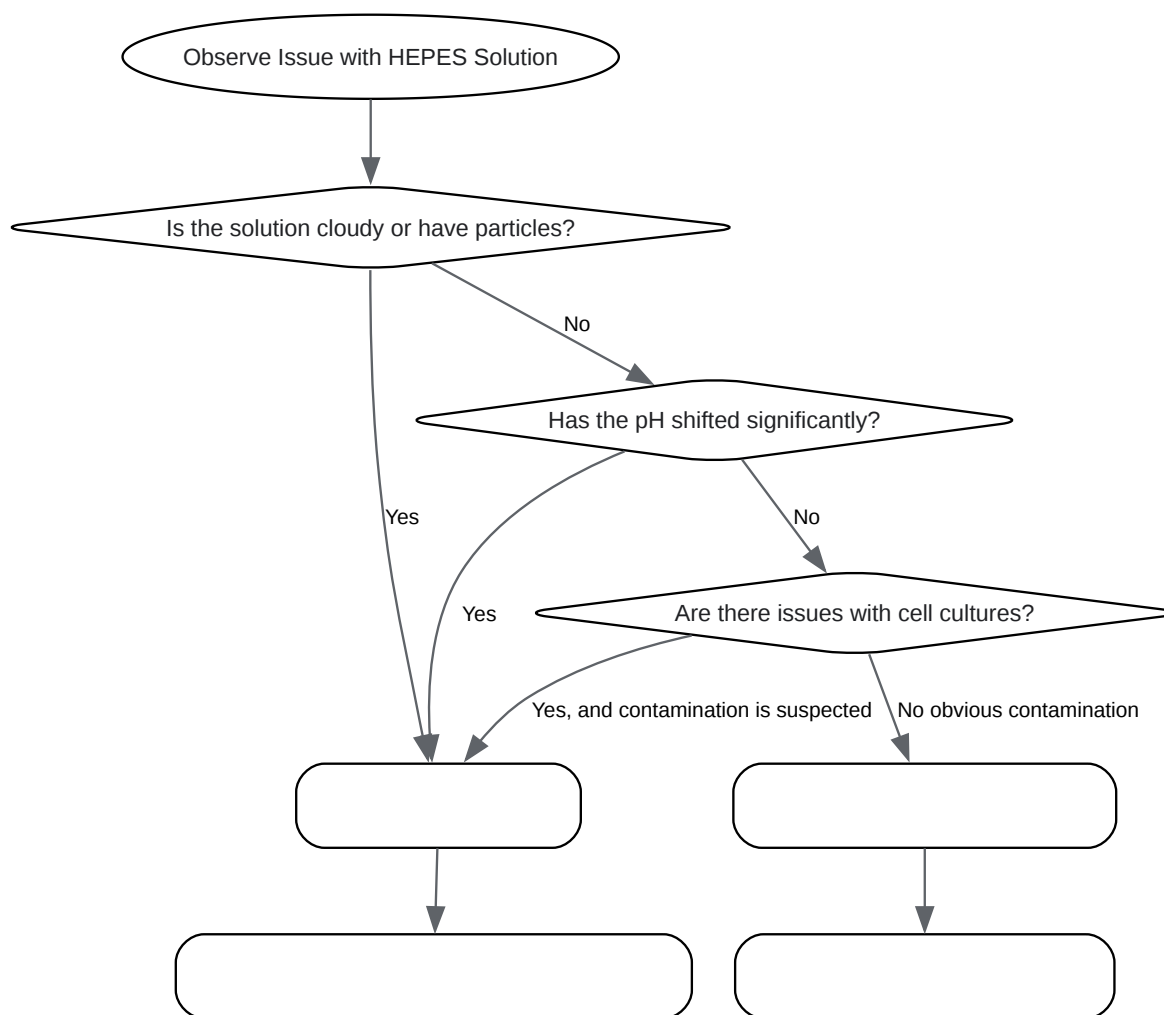 Observe Issue with HEPES Solution
Is the solution cloudy or have particles?
No
Has the pH shifted significantly?
Yes
No
Yes
Are there issues with cell cultures?
Yes, and contamination is suspected
No obvious contamination